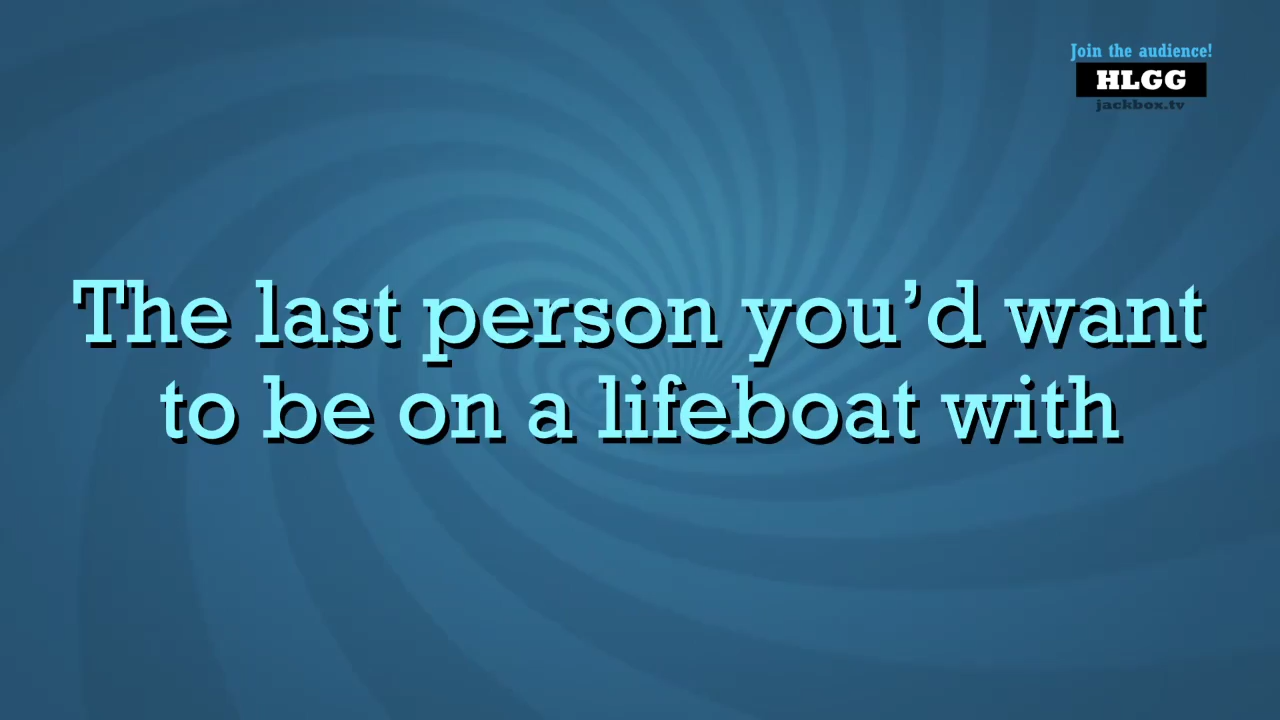 Join the audience!
HLGG
jackbox.tv
The last person you’d want
to be on a lifeboat with